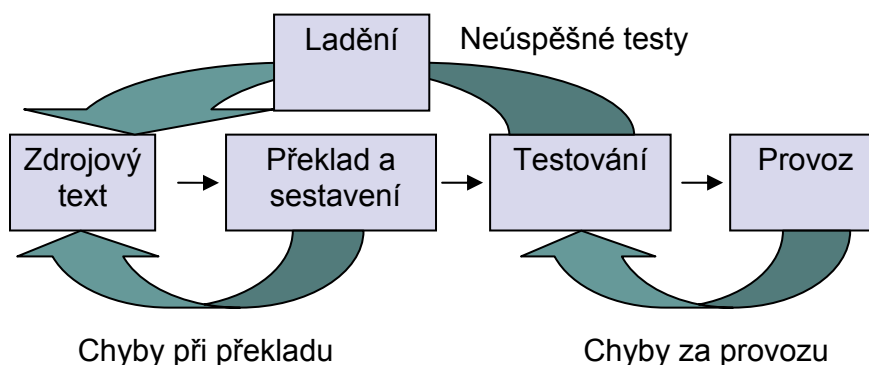 Ladění
Neúspěšné testy
Zdrojový
text
Překlad a
sestavení
Testování
Provoz
Chyby při překladu
Chyby za provozu